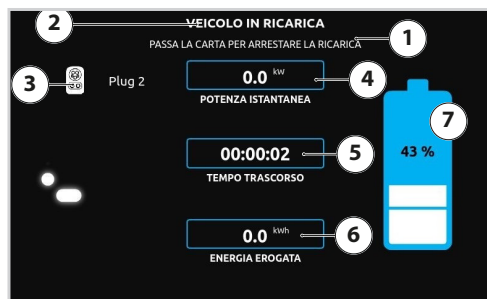 2
VEICOLO IN RICARICA
PASSA LA CARTA PER ARRESTARE LA RICARICA
1
3
Plug 2
0.0 kW
4
POTENZA ISTANTANEA
7
00:00:02
5
43 %
TEMPO TRASCORSO
0.0 kWh
6
ENERGIA EROGATA